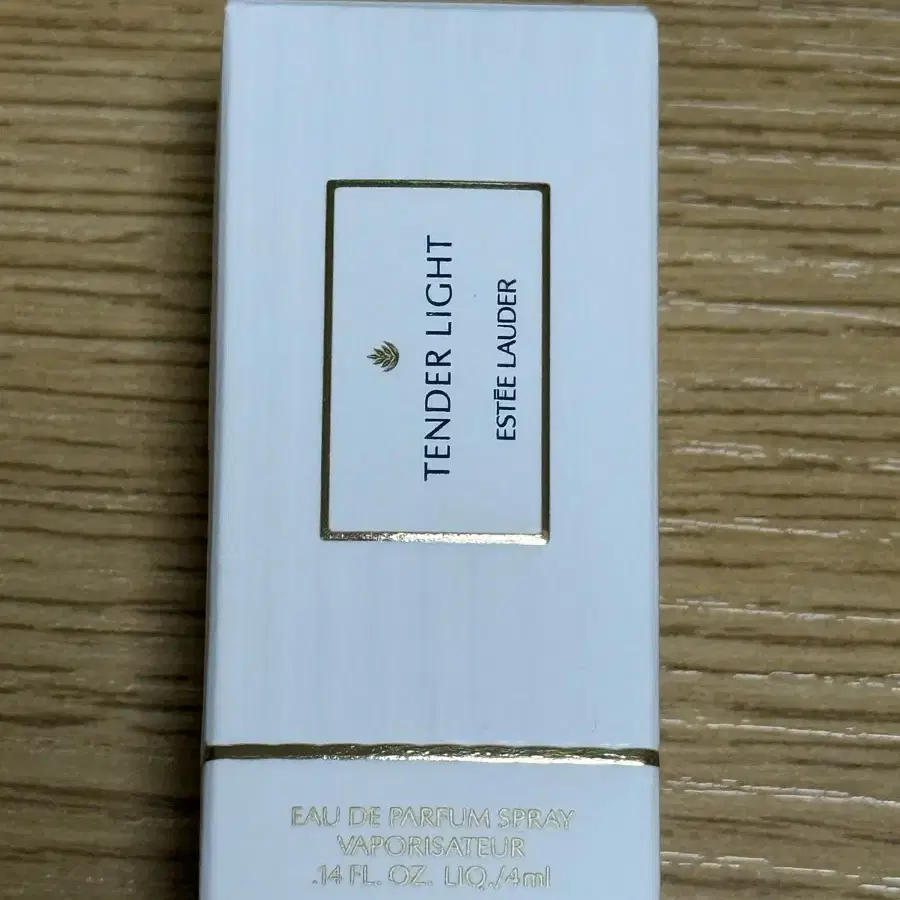 TENDER LIGHT
ESTĒE LAUDER
EAU DE PARFUM SPRAY
VAPORISATEUR
.14 FL. OZ. LIQ./4ml